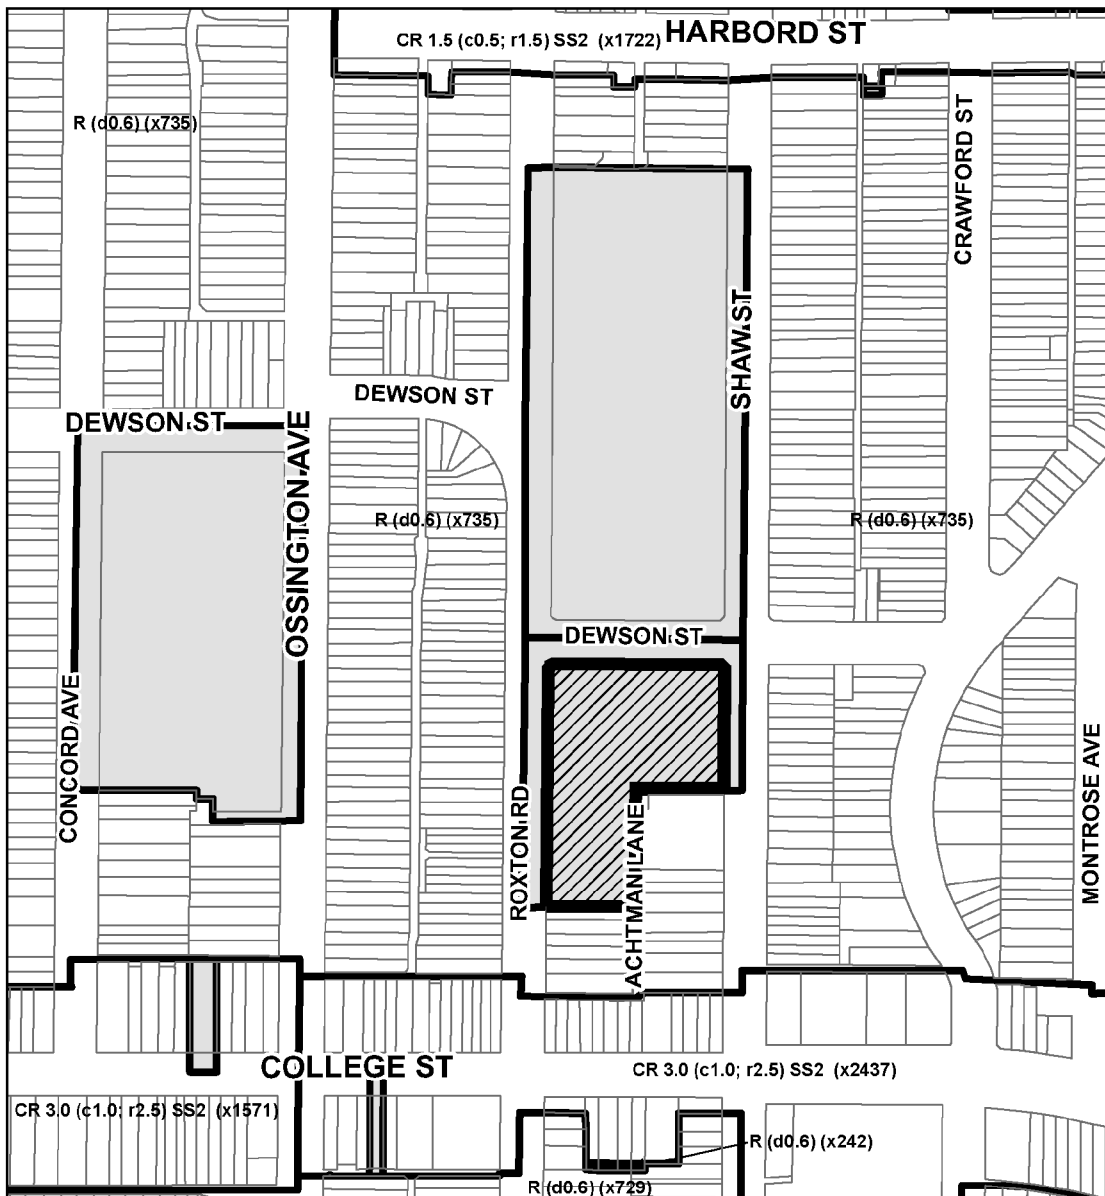 HARBORD ST
CR 1.5 (c0.5; r1.5) SS2 (x1722)
R (d0.6) (x735)
CRAWFORD ST
SHAW ST
DEWSON ST
DEWSON ST
OSSINGTON AVE
R (d0.6) (x735)
R (d0.6) (x735)
DEWSON ST
CONCORD AVE
ROXTON RD
ACHTMAN LANE
MONTROSE AVE
COLLEGE ST
CR 3.0 (c1.0; r2.5) SS2 (x2437)
CR 3.0 (c1.0; r2.5) SS2 (x1571)
R (d0.6) (x242)
R (d0.6) (x729)